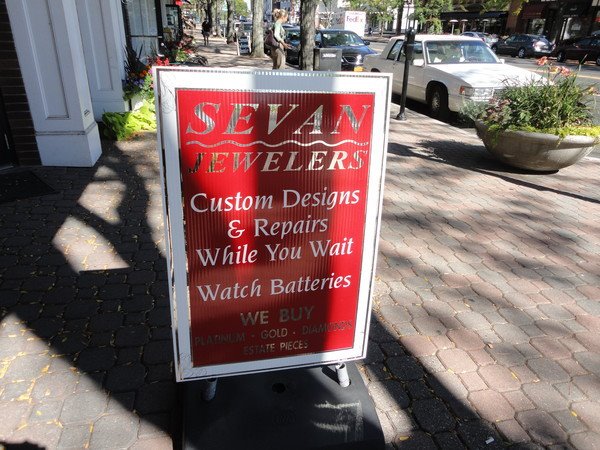 SEVAN
JEWELERS
Custom Designs
& Repairs
While You Wait
Watch Batteries
WE BUY
PLATINUM - GOLD - DIAMONDS
ESTATE PIECES
FedEx